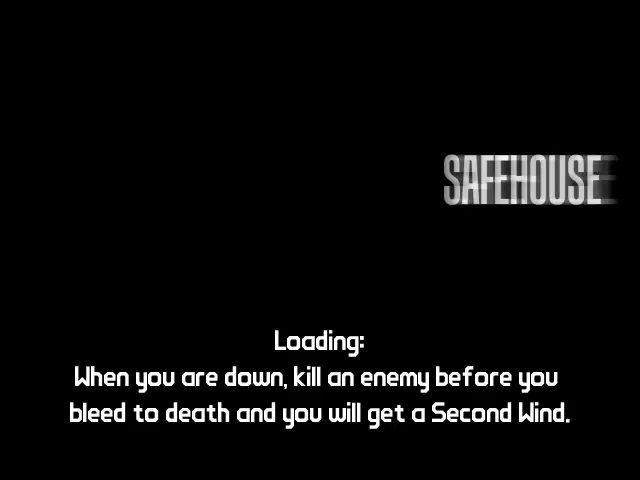 SAFEHOUSE
Loading:
When you are down, kill an enemy before you
bleed to death and you will get a Second Wind.